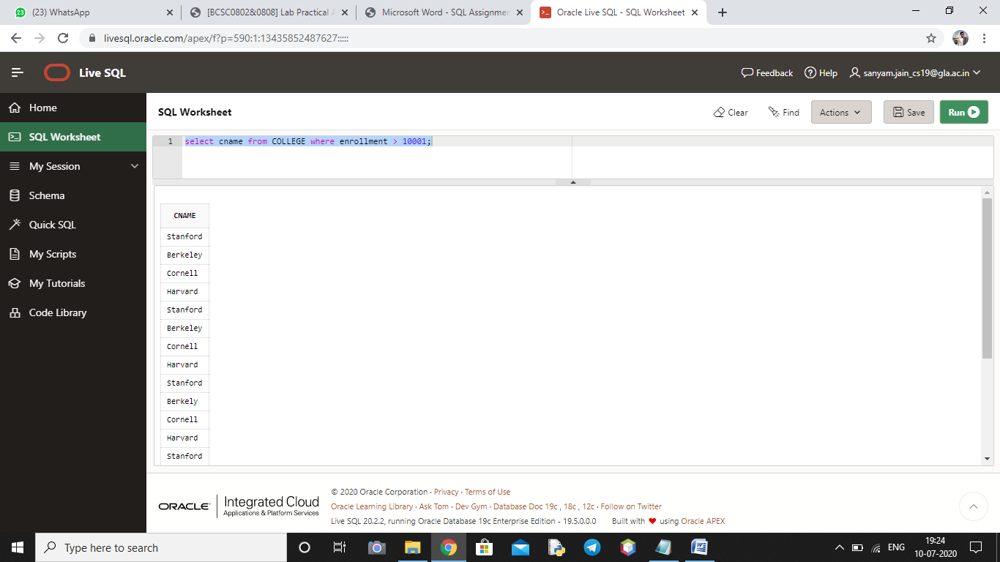 23 (23) WhatsApp
[BCSC0802&0808] Lab Practical A
Microsoft Word - SQL Assignmen
Oracle Live SQL - SQL Worksheet
livesql.oracle.com/apex/f?p=590:1:13435852487627:::::
Live SQL
Feedback
Help
sanyam.jain_cs19@gla.ac.in
Home
SQL Worksheet
My Session
Schema
Quick SQL
My Scripts
My Tutorials
Code Library
SQL Worksheet
Clear
Find
Actions
Save
Run
1 select cname from COLLEGE where enrollment > 10001;
CNAME
Stanford
Berkeley
Cornell
Harvard
Stanford
Berkeley
Cornell
Harvard
Stanford
Berkely
Cornell
Harvard
Stanford
ORACLE
Integrated Cloud
Applications & Platform Services
© 2020 Oracle Corporation · Privacy · Terms of Use
Oracle Learning Library · Ask Tom · Dev Gym · Database Doc 19c , 18c , 12c · Follow on Twitter
Live SQL 20.2.2, running Oracle Database 19c Enterprise Edition - 19.5.0.0.0 Built with ❤ using Oracle APEX
Type here to search
ENG
19:24
10-07-2020